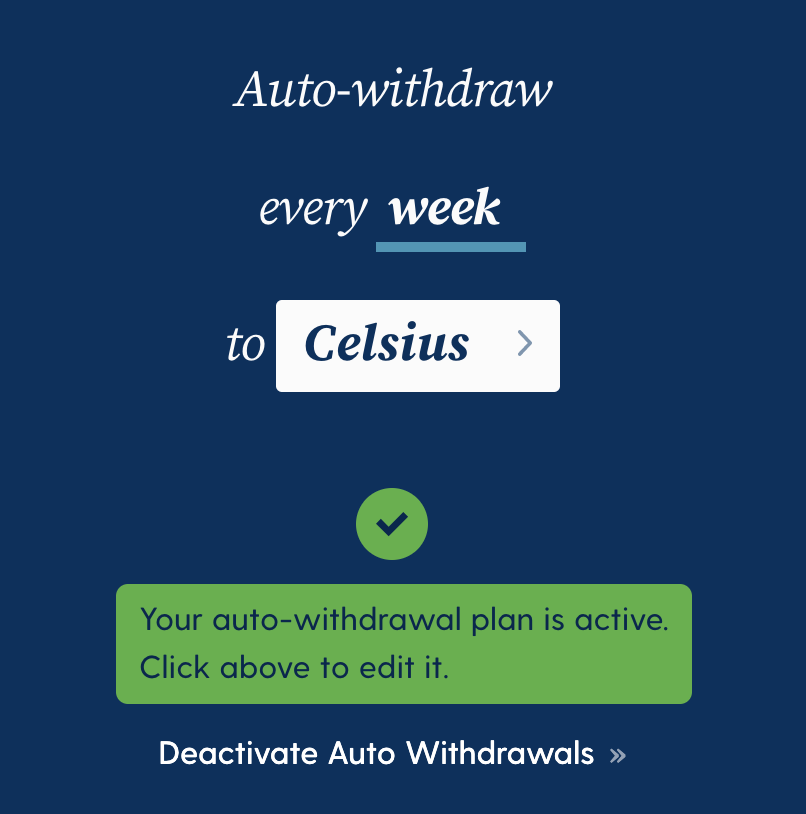 Auto-withdraw
every week
to Celsius
Your auto-withdrawal plan is active.
Click above to edit it.
Deactivate Auto Withdrawals »